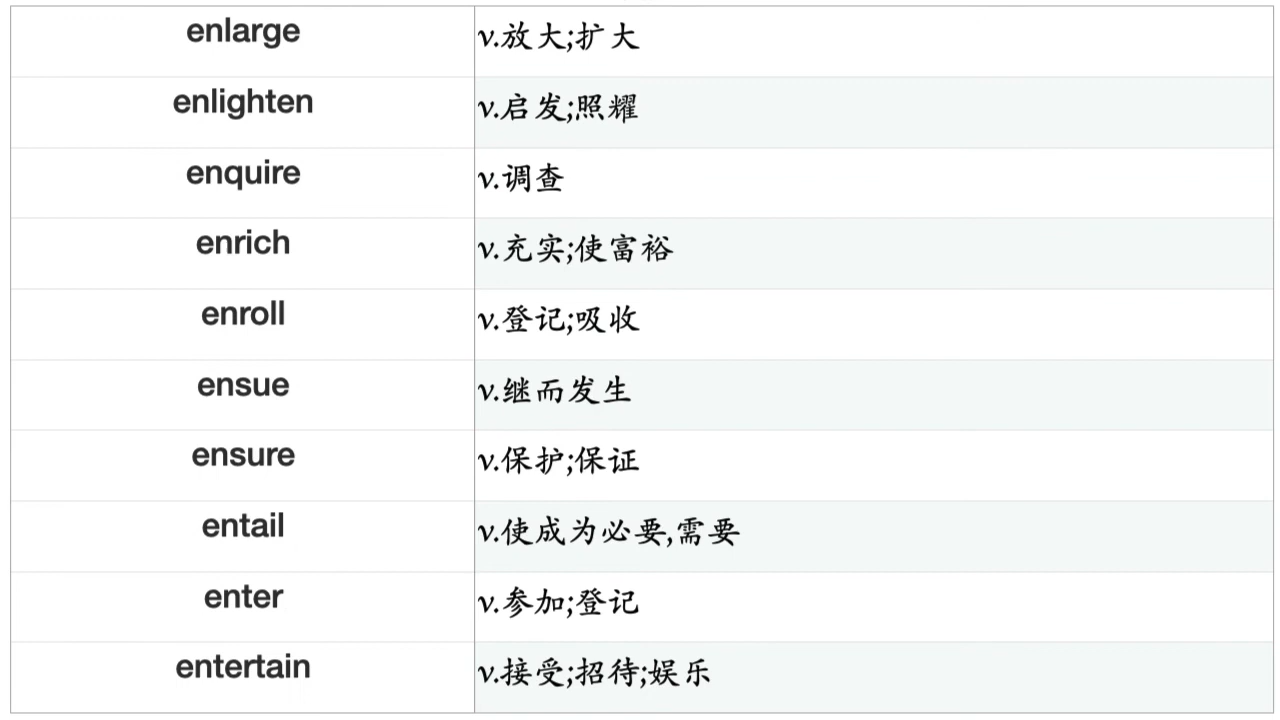 enlarge v.放大;扩大
enlighten v.启发;照耀
enquire v.调查
enrich v.充实;使富裕
enroll v.登记;吸收
ensue v.继而发生
ensure v.保护;保证
entail v.使成为必要,需要
enter v.参加;登记
entertain v.接受;招待;娱乐